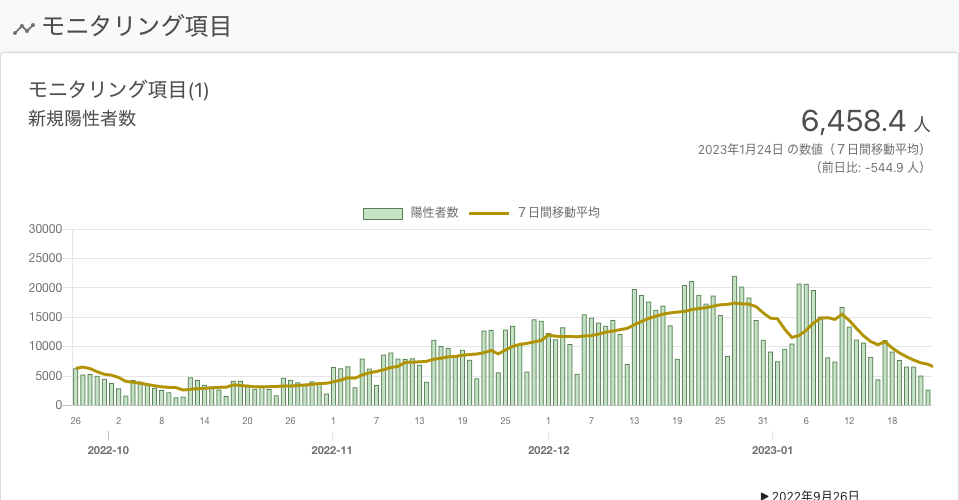 モニタリング項目
モニタリング項目(1)
新規陽性者数
6,458.4 人
2023年1月24日 の数値（７日間移動平均）
（前日比: -544.9 人）
陽性者数 ７日間移動平均
30000
25000
20000
15000
10000
5000
0
26 2 8 14 20 26 1 7 13 19 25 1 7 13 19 25 31 6 12 18
2022-10 2022-11 2022-12 2023-01
▶ 2022年9月26日